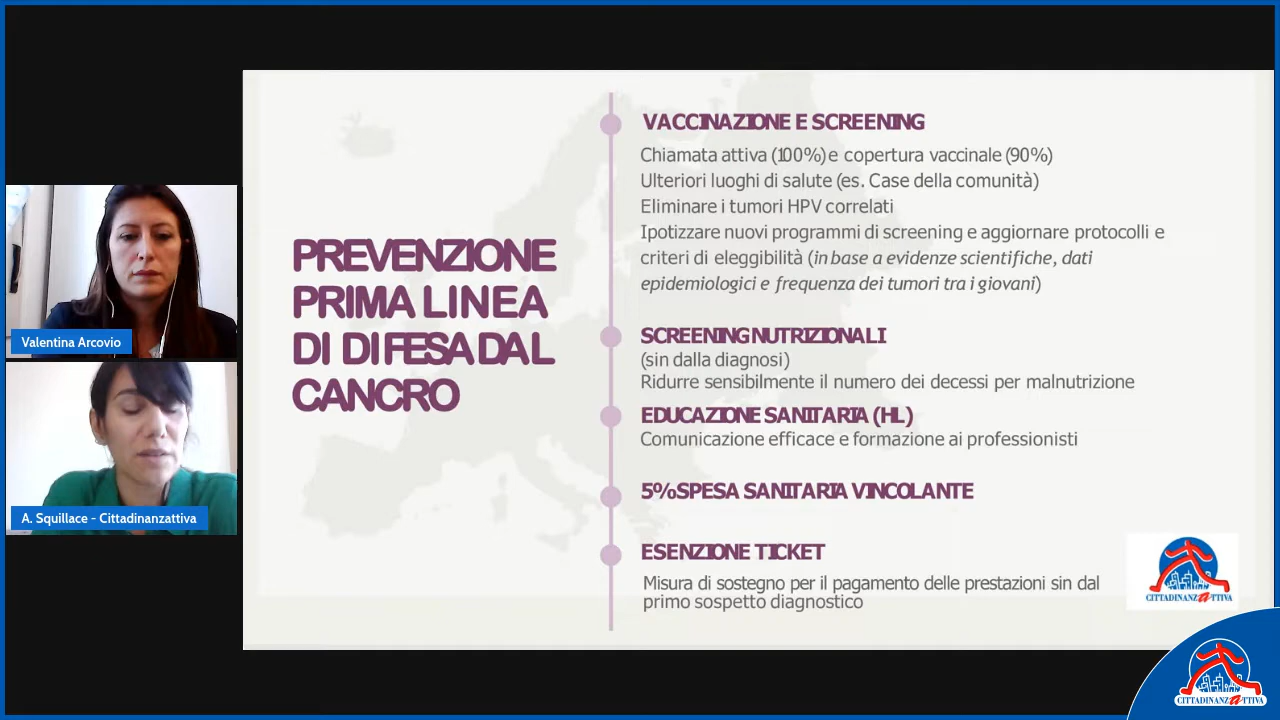 PREVENZIONE
PRIMA LINEA
DI DIFESA DAL
CANCRO
VACCINAZIONE E SCREENING
Chiamata attiva (100%) e copertura vaccinale (90%)
Ulteriori luoghi di salute (es. Case della comunità)
Eliminare i tumori HPV correlati
Ipotizzare nuovi programmi di screening e aggiornare protocolli e
criteri di eleggibilità (in base a evidenze scientifiche, dati
epidemiologici e frequenza dei tumori tra i giovani)
SCREENING NUTRIZIONALI
(sin dalla diagnosi)
Ridurre sensibilmente il numero dei decessi per malnutrizione
EDUCAZIONE SANITARIA (HL)
Comunicazione efficace e formazione ai professionisti
5% SPESA SANITARIA VINCOLANTE
ESENZIONE TICKET
Misura di sostegno per il pagamento delle prestazioni sin dal
primo sospetto diagnostico
Valentina Arcovio
A. Squillace - Cittadinanzattiva
CITTADINANZATTIVA
CITTADINANZATTIVA